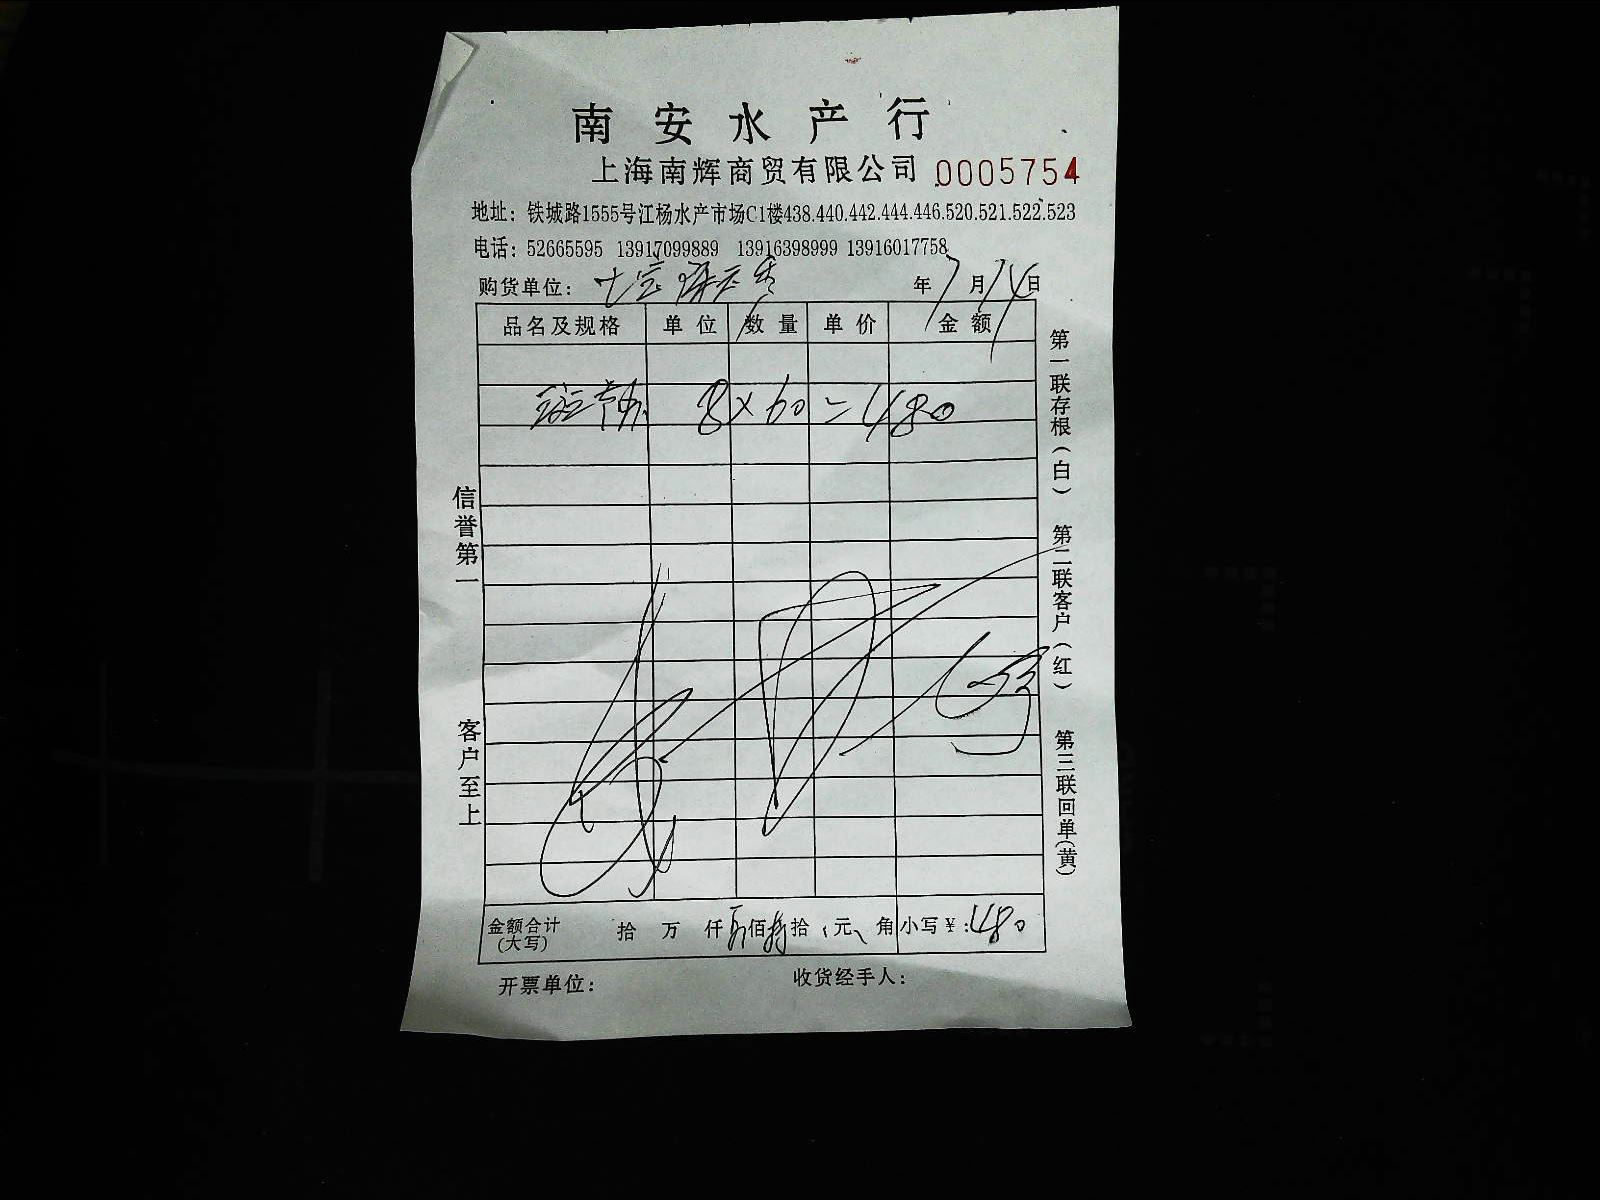 南安水产行
上海南辉商贸有限公司 0005754
地址：铁城路1555号江杨水产市场C1楼438.440.442.444.446.520.521.522.523
电话：52665595 13917099889 13916398999 13916017758
购货单位： 年7月14日
品名及规格 单位 数量 单价 金额
8×60=480
金额合计（大写） 拾 万 仟 佰 拾 元 角 小写￥：480
开票单位： 收货经手人：
信誉第一
客户至上
第一联存根（白） 第二联客户（红） 第三联回单（黄）